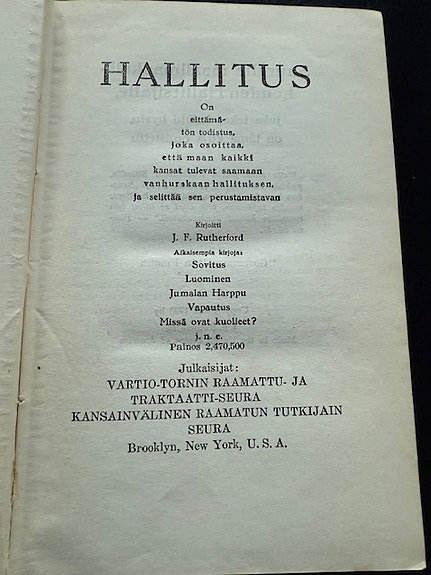 HALLITUS
On
eittämä-
tön todistus,
joka osoittaa,
että maan kaikki
kansat tulevat saamaan
vanhurskaan hallituksen,
ja selittää sen perustamistavan
Kirjoitti
J. F. Rutherford
Aikaisempia kirjoja:
Sovitus
Luominen
Jumalan Harppu
Vapautus
Missä ovat kuolleet?
j. n. e.
Painos 2,470,500
Julkaisijat:
VARTIO-TORNIN RAAMATTU- JA
TRAKTAATTI-SEURA
KANSAINVÄLINEN RAAMATUN TUTKIJAIN
SEURA
Brooklyn, New York, U. S. A.